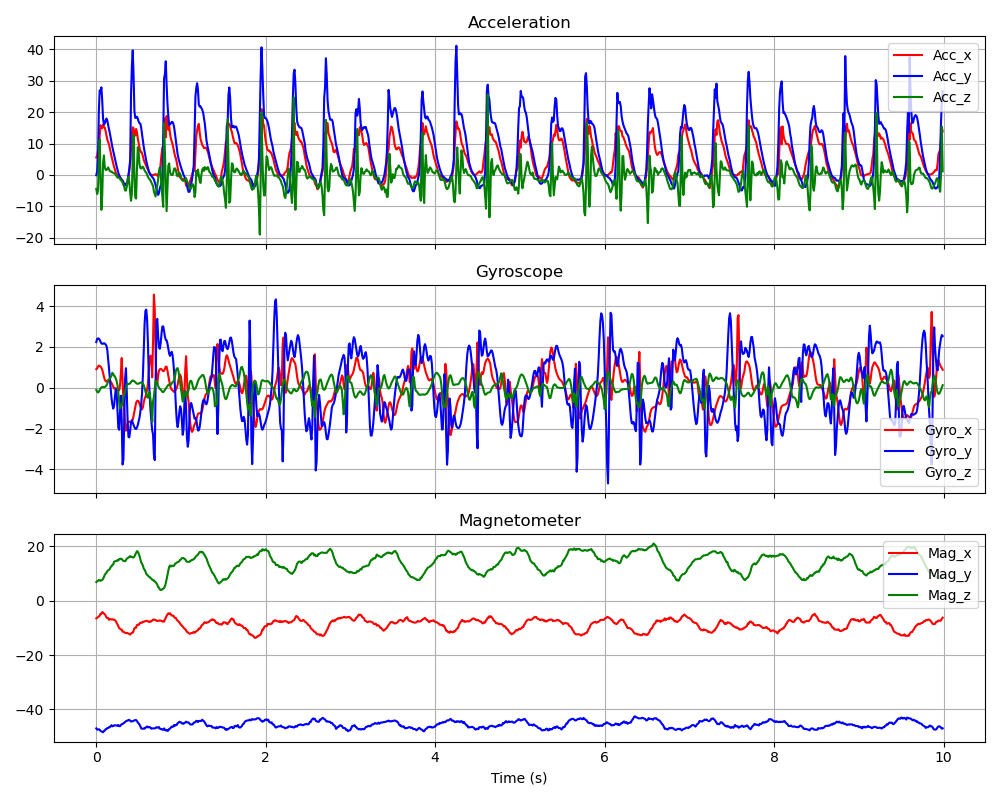 Acceleration
40
30
20
10
0
−10
−20
Acc_x
Acc_y
Acc_z
Gyroscope
4
2
0
−2
−4
Gyro_x
Gyro_y
Gyro_z
Magnetometer
20
0
−20
−40
Mag_x
Mag_y
Mag_z
0 2 4 6 8 10
Time (s)